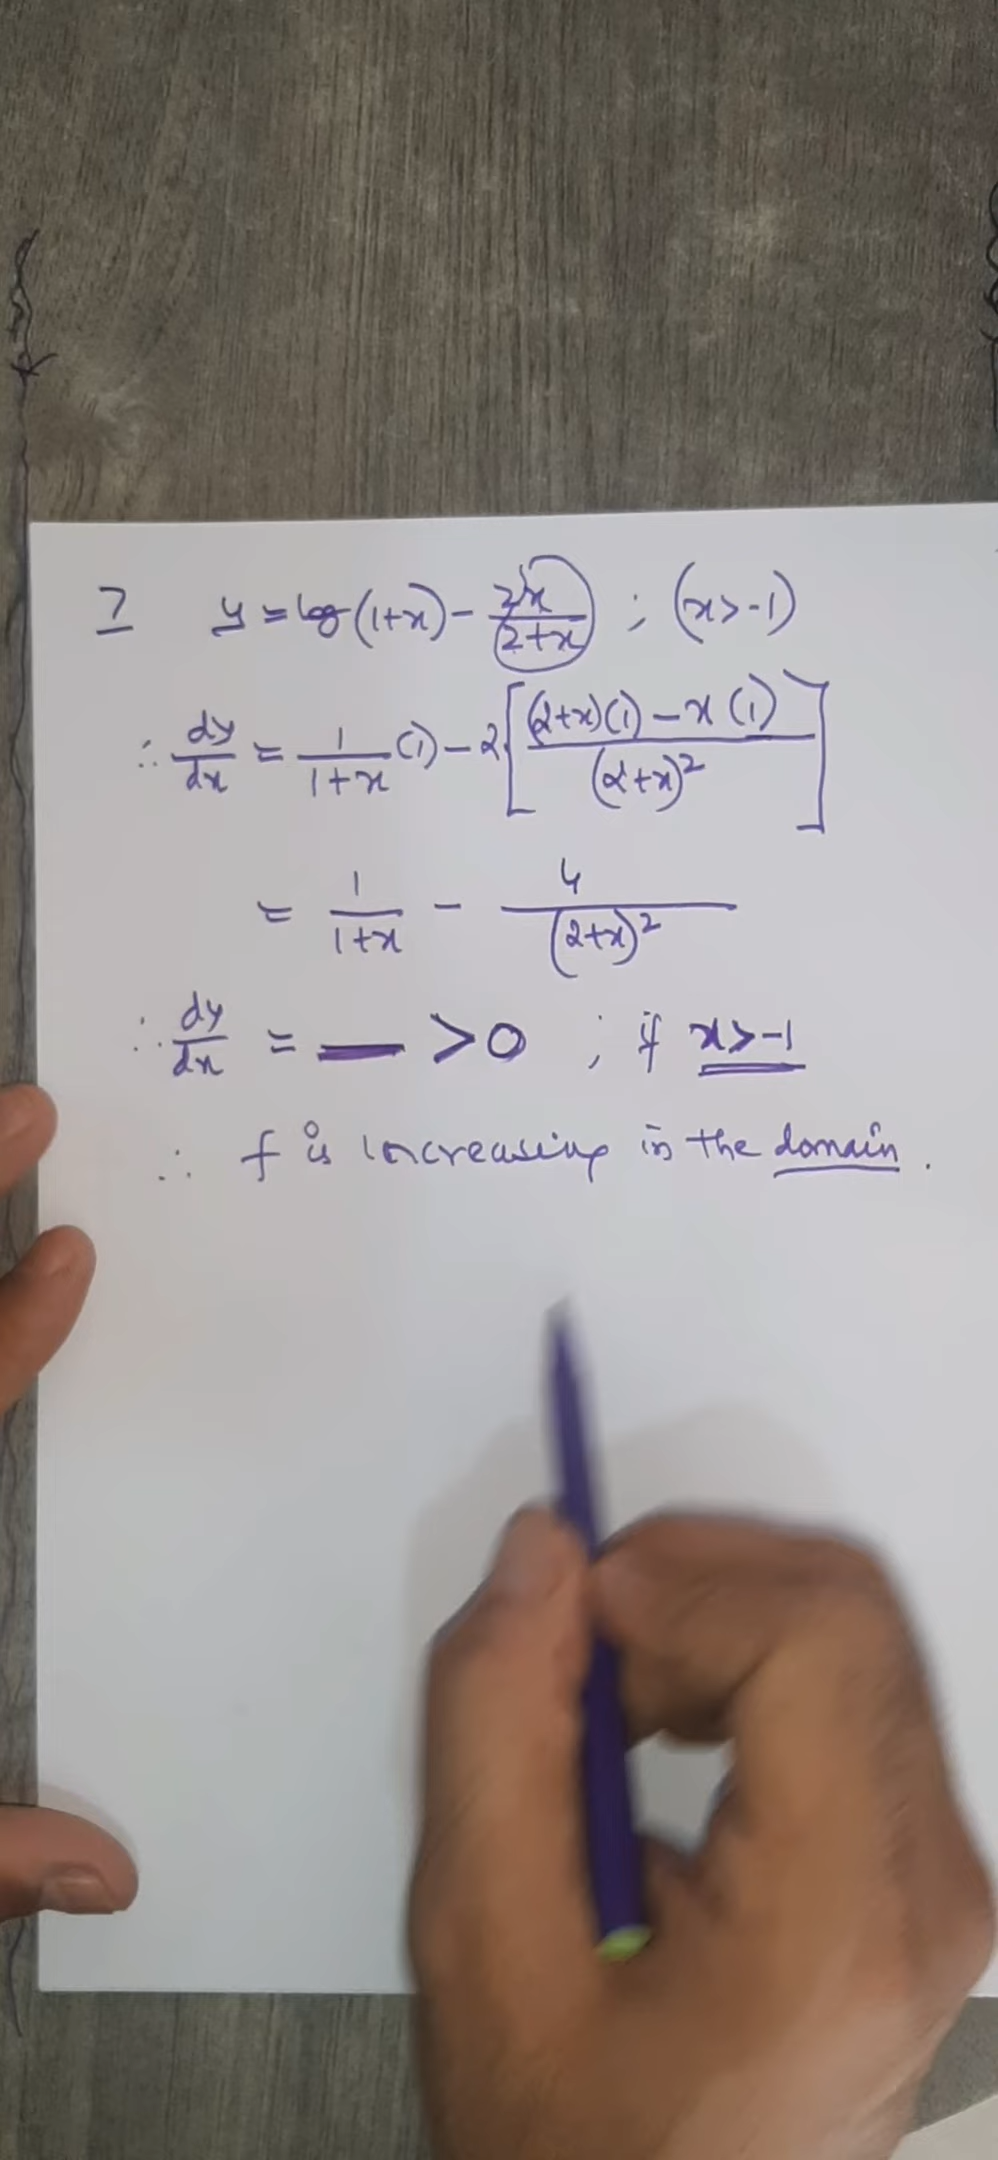 7 y = log(1+x) - 2x/(2+x) ; (x>-1)
∴ dy/dx = 1/(1+x) (1) - 2[((2+x)(1) - x(1))/(2+x)²]
= 1/(1+x) - 4/(2+x)²
∴ dy/dx = — >0 ; if x>-1
∴ f is increasing in the domain.